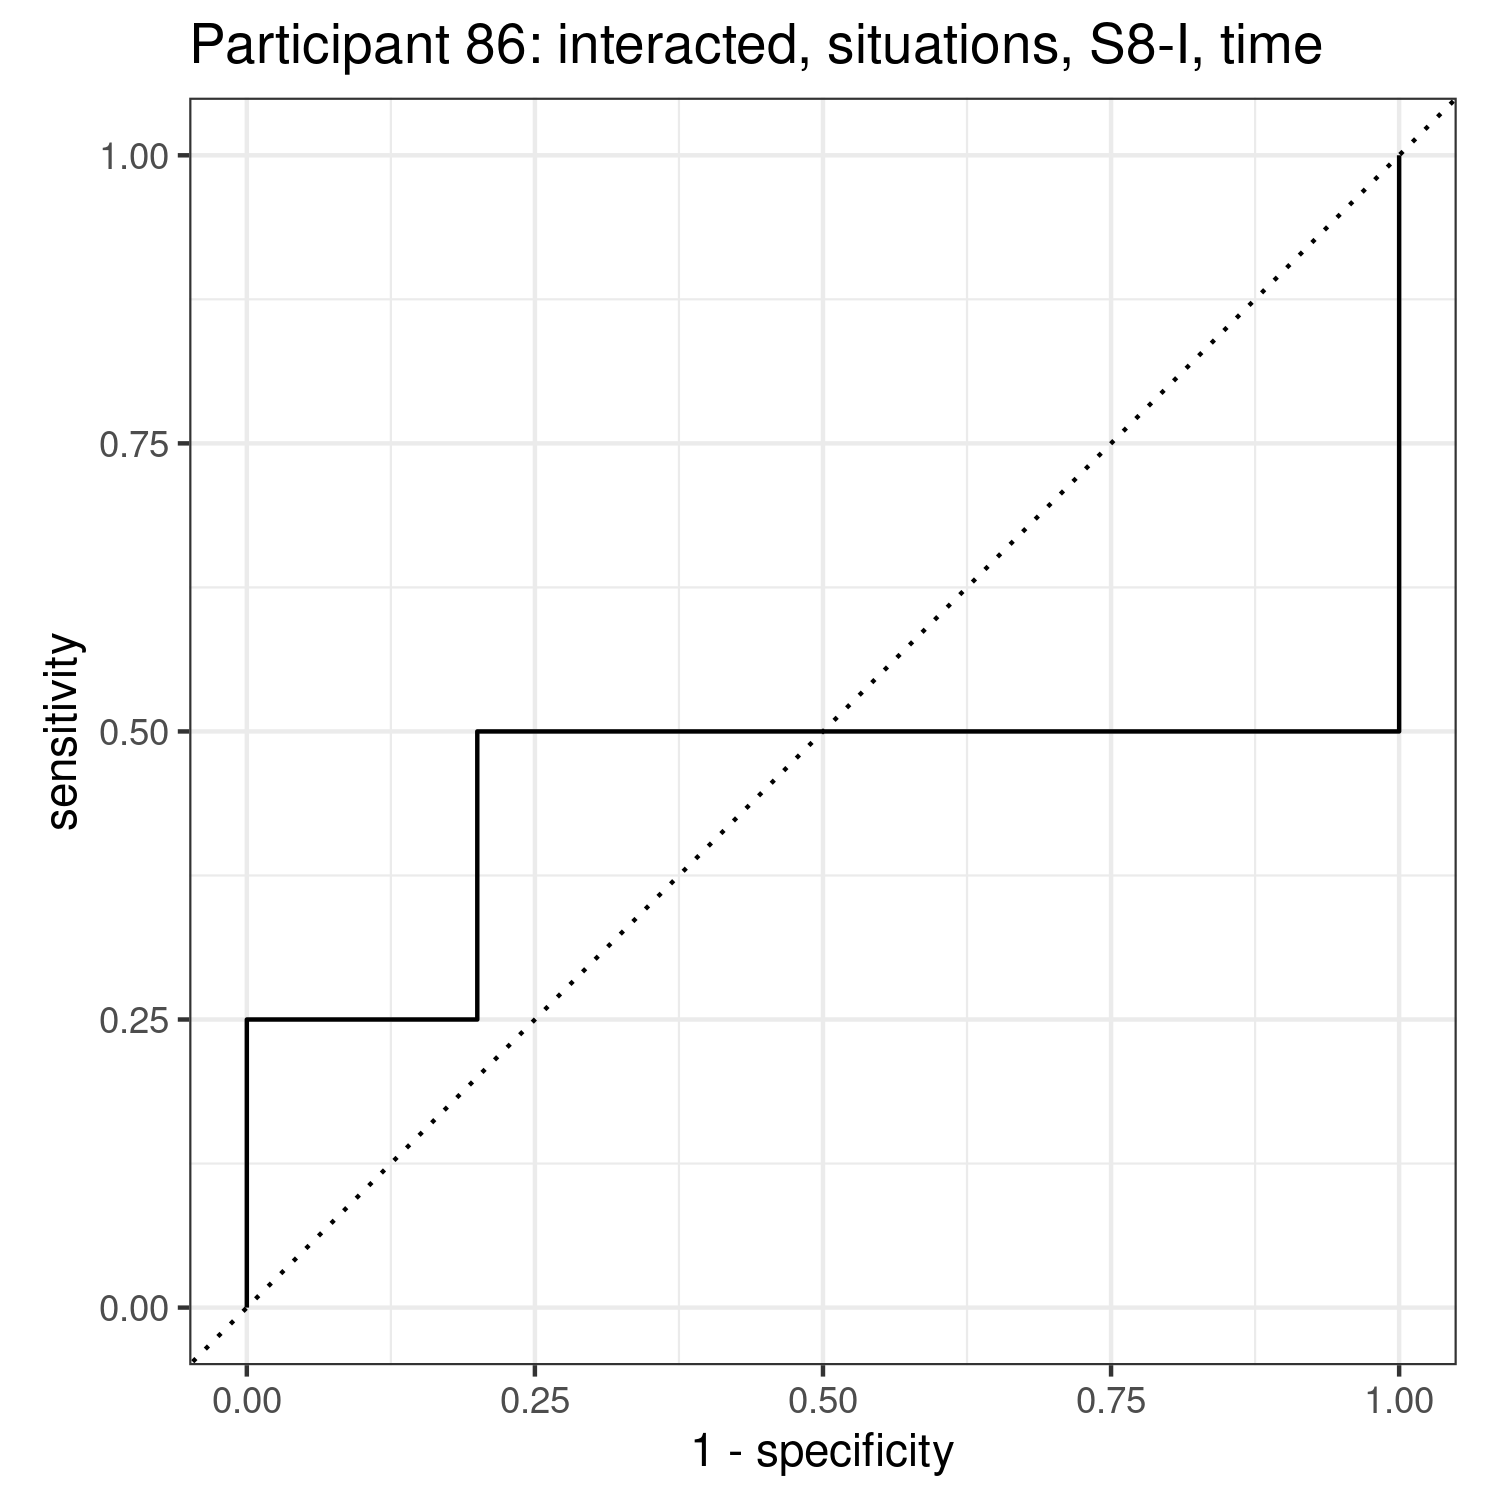 Participant 86: interacted, situations, S8-I, time
1.00
0.75
0.50
0.25
0.00
sensitivity
0.00 0.25 0.50 0.75 1.00
1 - specificity